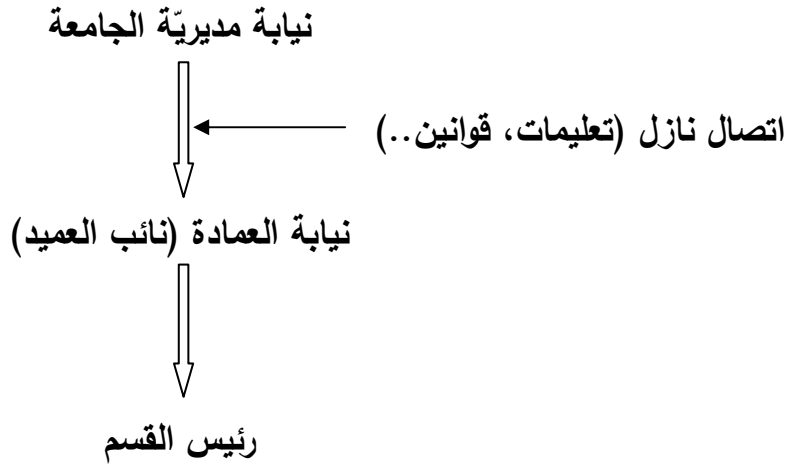 نيابة مديريّة الجامعة
اتصال نازل (تعليمات، قوانين..)
نيابة العمادة (نائب العميد)
رئيس القسم